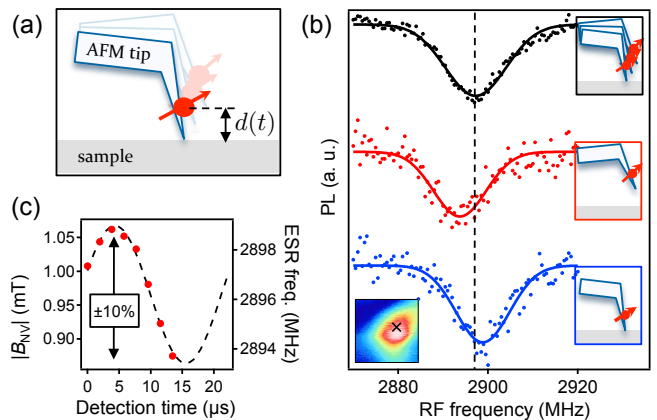 (a)
AFM tip
d(t)
sample
(b)
PL (a. u.)
2880
2900
2920
RF frequency (MHz)
(c)
1.05
1.00
0.95
0.90
|B_NV| (mT)
±10%
2898
2896
2894
ESR freq. (MHz)
0
5
10
15
20
Detection time (µs)